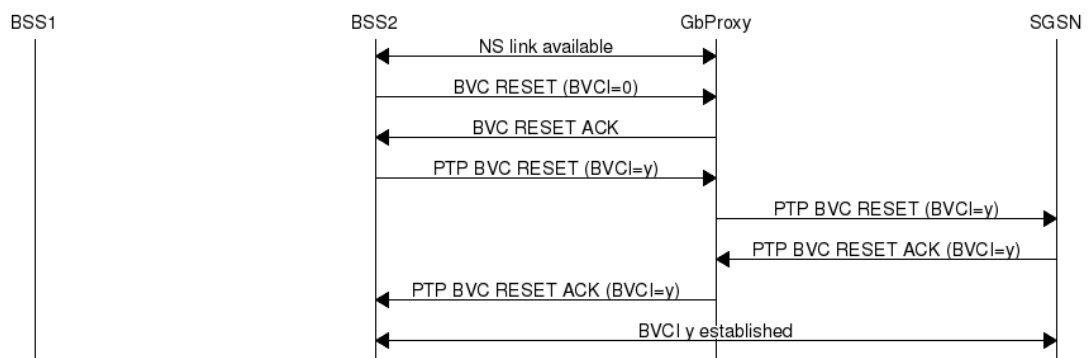 BSS1 BSS2 GbProxy SGSN
NS link available
BVC RESET (BVCI=0)
BVC RESET ACK
PTP BVC RESET (BVCI=y)
PTP BVC RESET (BVCI=y)
PTP BVC RESET ACK (BVCI=y)
PTP BVC RESET ACK (BVCI=y)
BVCI y established